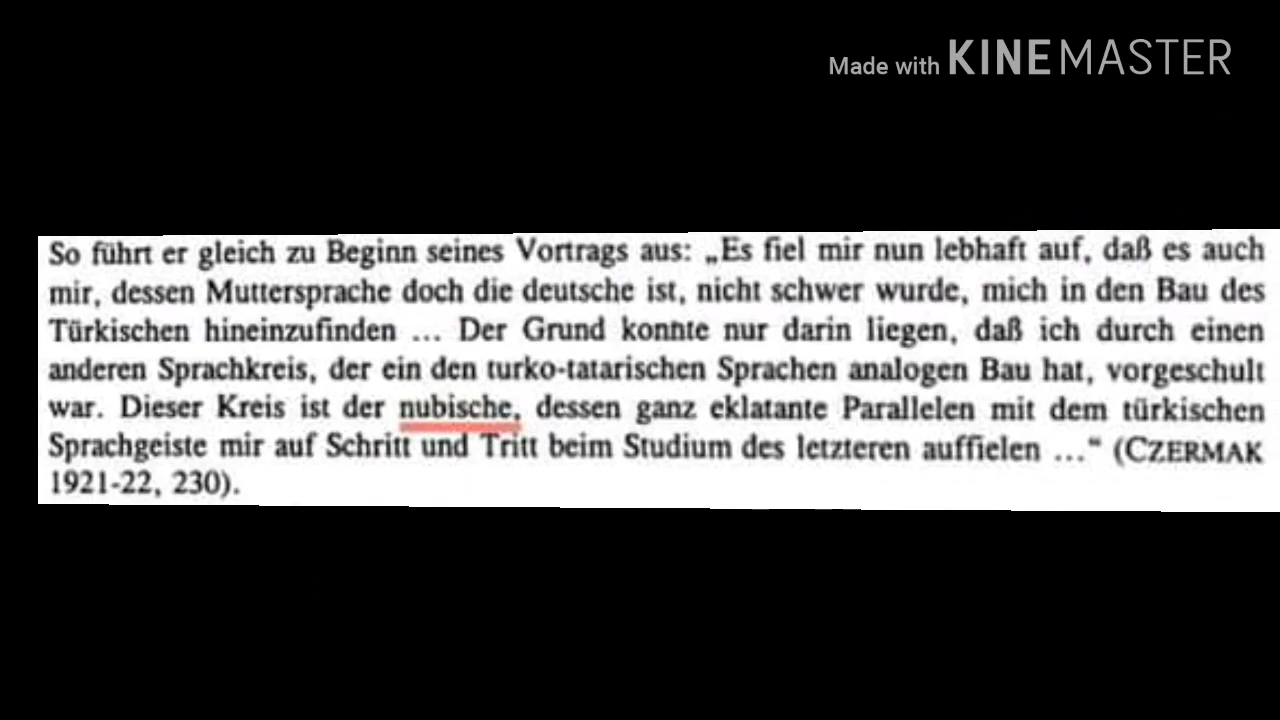 Made with KINEMASTER
So führt er gleich zu Beginn seines Vortrags aus: „Es fiel mir nun lebhaft auf, daß es auch
mir, dessen Muttersprache doch die deutsche ist, nicht schwer wurde, mich in den Bau des
Türkischen hineinzufinden ... Der Grund konnte nur darin liegen, daß ich durch einen
anderen Sprachkreis, der ein den turko-tatarischen Sprachen analogen Bau hat, vorgeschult
war. Dieser Kreis ist der nubische, dessen ganz eklatante Parallelen mit dem türkischen
Sprachgeiste mir auf Schritt und Tritt beim Studium des letzteren auffielen ...“ (CZERMAK
1921-22, 230).